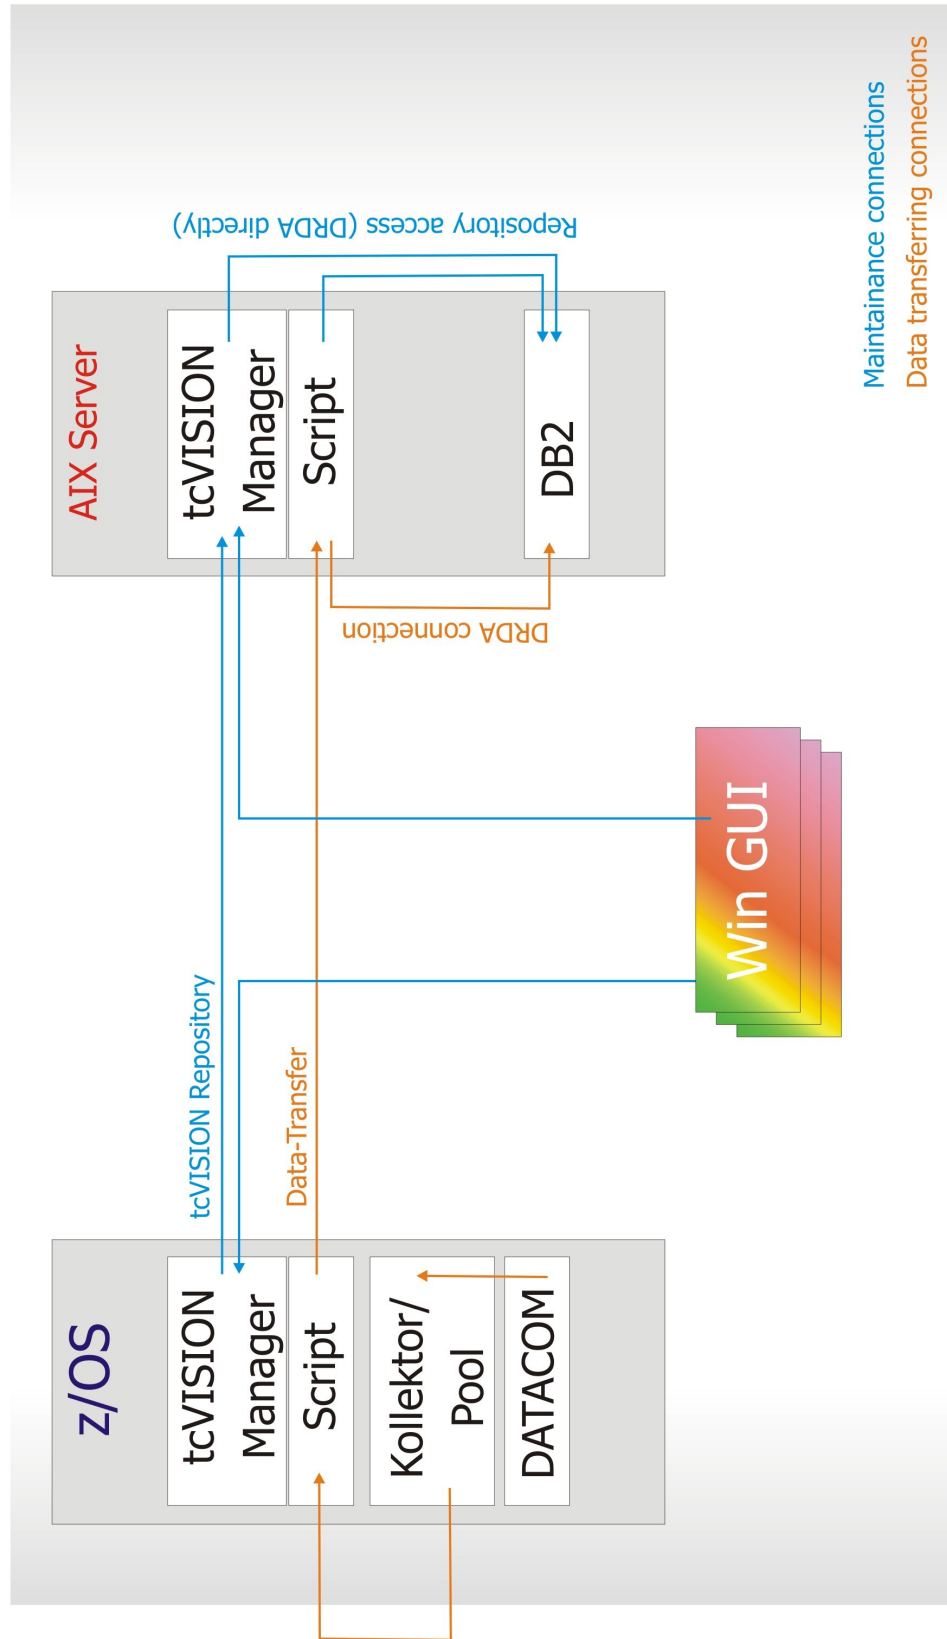 z/OS
tcVISION
Manager
Script
Kollektor/
Pool
DATACOM
tcVISION Repository
Data-Transfer
Win GUI
DRDA connection
AIX Server
tcVISION
Manager
Script
DB2
Repository access (DRDA directly)
Maintainance connections
Data transferring connections